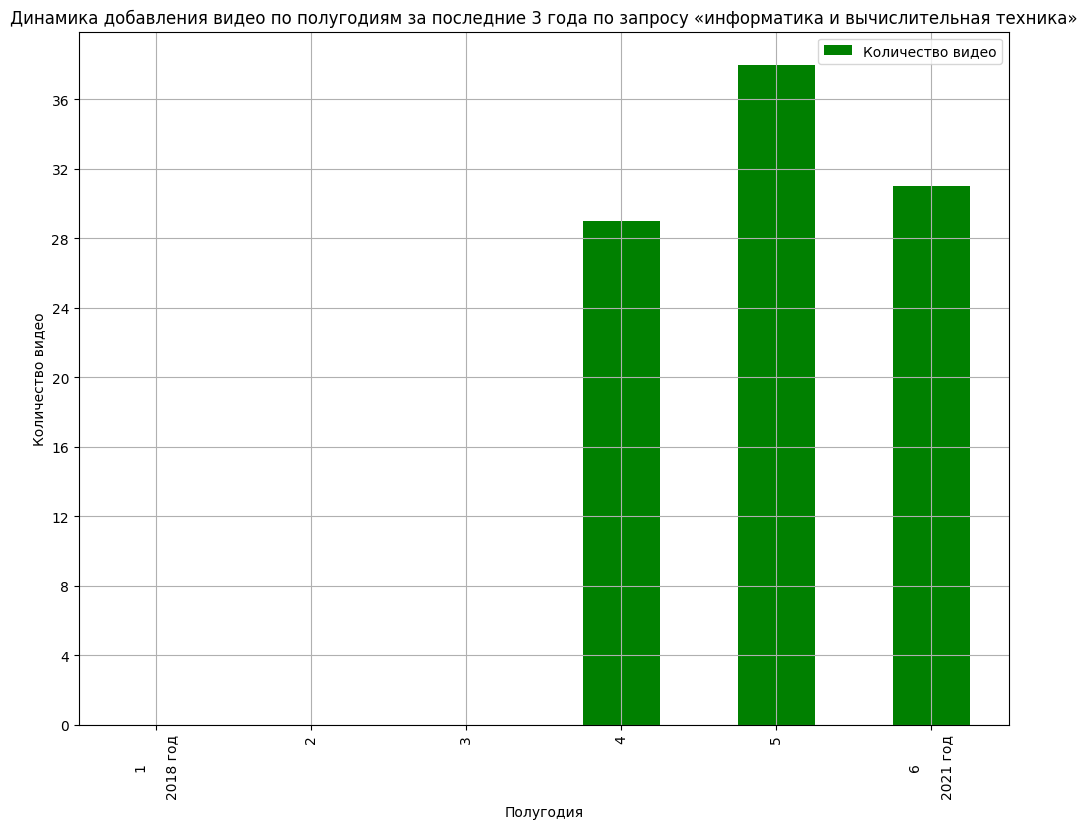 Динамика добавления видео по полугодиям за последние 3 года по запросу «информатика и вычислительная техника»
Количество видео
Количество видео
36
32
28
24
20
16
12
8
4
0
1
2018 год
2
3
4
5
6
2021 год
Полугодия